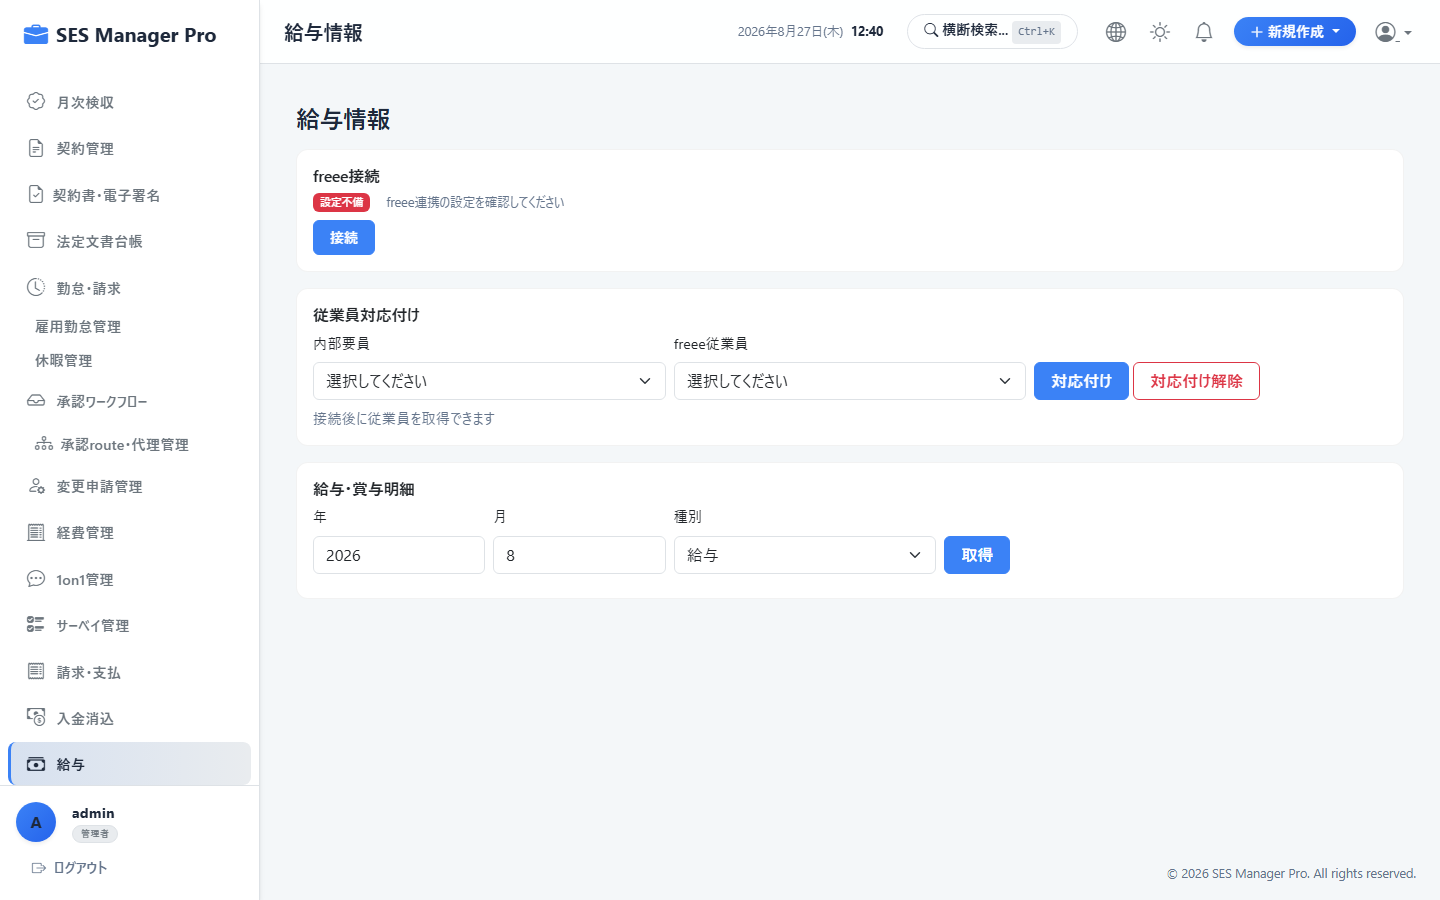 SES Manager Pro
給与情報
2026年8月27日(木) 12:40
横断検索... Ctrl+K
新規作成
月次検収
契約管理
契約書・電子署名
法定文書台帳
勤怠・請求
雇用勤怠管理
休暇管理
承認ワークフロー
承認route・代理管理
変更申請管理
経費管理
1on1管理
サーベイ管理
請求・支払
入金消込
給与
A
admin
管理者
ログアウト
給与情報
freee接続
設定不備 freee連携の設定を確認してください
接続
従業員対応付け
内部要員 freee従業員
選択してください 選択してください 対応付け 対応付け解除
接続後に従業員を取得できます
給与・賞与明細
年 月 種別
2026 8 給与 取得
© 2026 SES Manager Pro. All rights reserved.